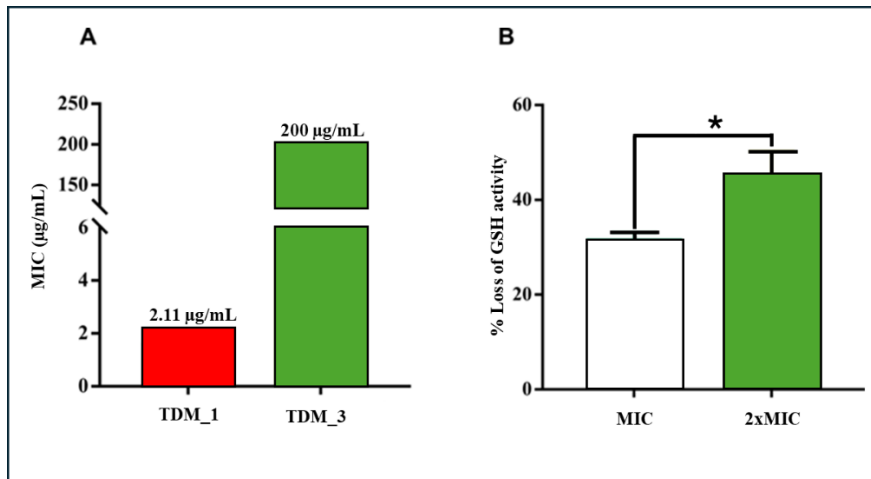 A
MIC (µg/mL)
250
200
150
6
4
2
0
2.11 µg/mL
200 µg/mL
TDM_1
TDM_3
B
% Loss of GSH activity
60
40
20
0
*
MIC
2xMIC